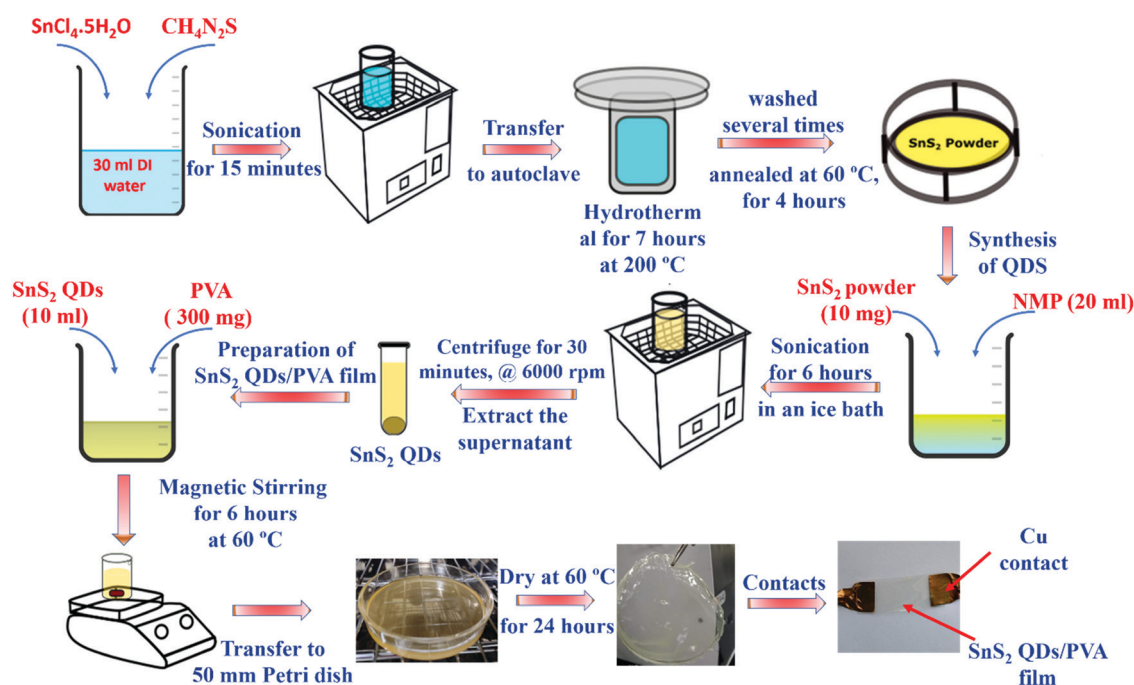 SnCl₄.5H₂O
CH₄N₂S
30 ml DI
water
Sonication
for 15 minutes
Transfer
to autoclave
Hydrotherm
al for 7 hours
at 200 ºC
washed
several times
annealed at 60 ºC,
for 4 hours
SnS₂ Powder
Synthesis
of QDS
SnS₂ powder
(10 mg)
NMP (20 ml)
Sonication
for 6 hours
in an ice bath
Centrifuge for 30
minutes, @ 6000 rpm
Extract the
supernatant
SnS₂ QDs
Preparation of
SnS₂ QDs/PVA film
SnS₂ QDs
(10 ml)
PVA
( 300 mg)
Magnetic Stirring
for 6 hours
at 60 ºC
Transfer to
50 mm Petri dish
Dry at 60 ºC
for 24 hours
Contacts
Cu
contact
SnS₂ QDs/PVA
film